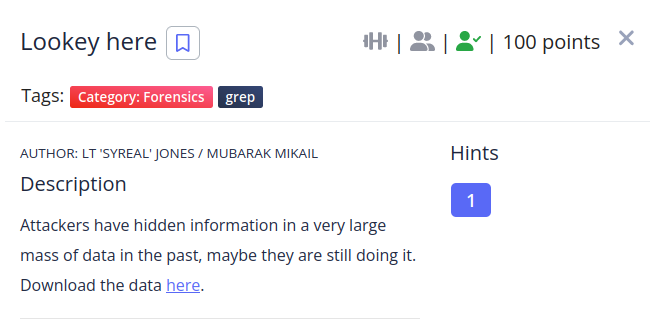 Lookey here | | | 100 points
Tags: Category: Forensics grep
AUTHOR: LT 'SYREAL' JONES / MUBARAK MIKAIL
Description
Attackers have hidden information in a very large
mass of data in the past, maybe they are still doing it.
Download the data here.
Hints
1